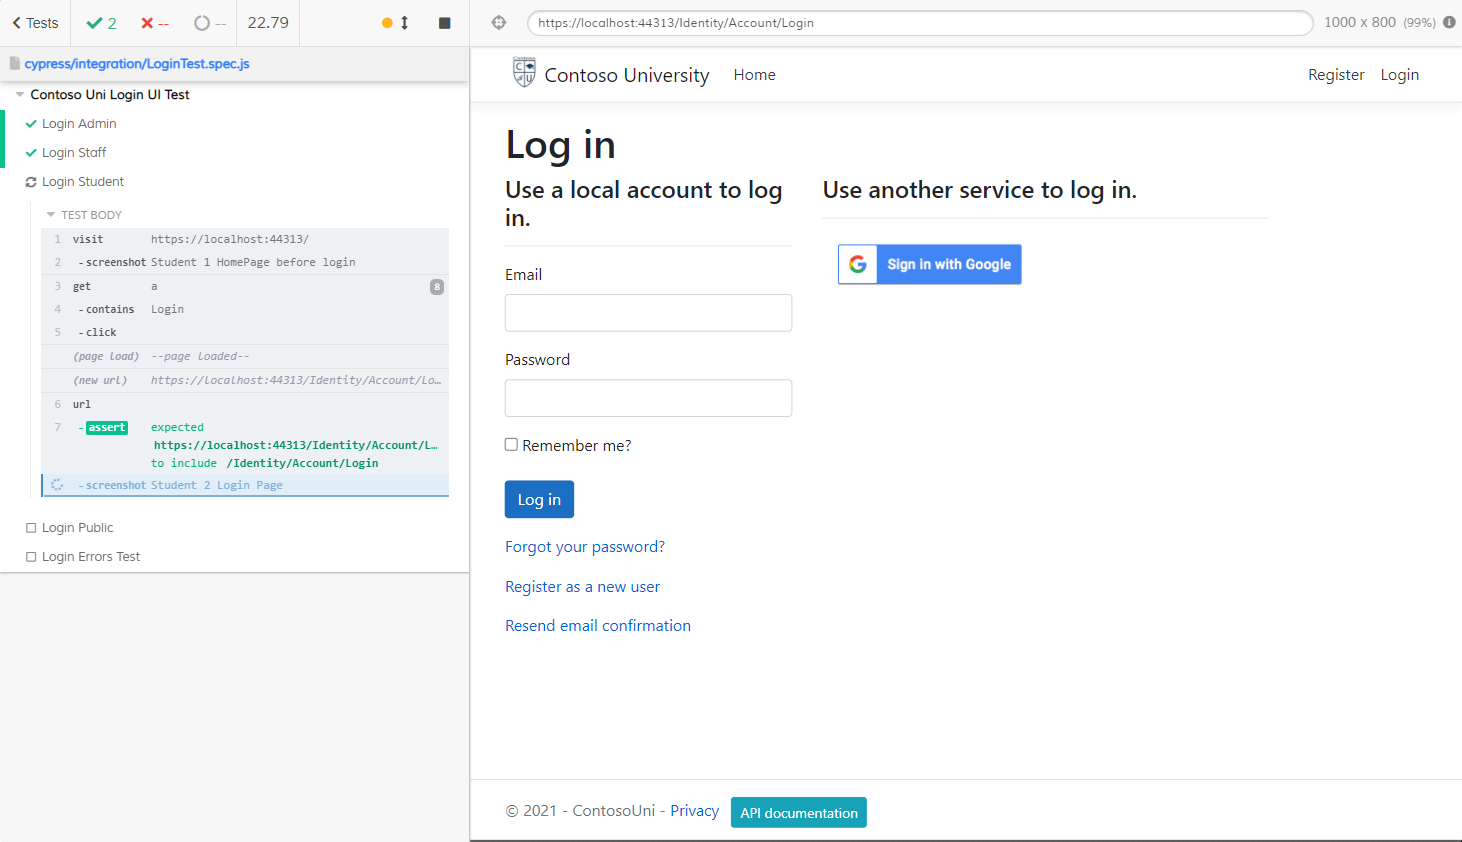 Tests
2
--
--
22.79
https://localhost:44313/Identity/Account/Login
1000 x 800 (99%)
cypress/integration/LoginTest.spec.js
Contoso Uni Login UI Test
Login Admin
Login Staff
Login Student
TEST BODY
1 visit https://localhost:44313/
2 -screenshot Student 1 HomePage before login
3 get a 8
4 -contains Login
5 -click
(page load) --page loaded--
(new url) https://localhost:44313/Identity/Account/Lo…
6 url
7 -assert expected
https://localhost:44313/Identity/Account/L…
to include /Identity/Account/Login
-screenshot Student 2 Login Page
Login Public
Login Errors Test
Contoso University
Home
Register
Login
Log in
Use a local account to log
in.
Email
Password
Remember me?
Log in
Forgot your password?
Register as a new user
Resend email confirmation
Use another service to log in.
Sign in with Google
© 2021 - ContosoUni - Privacy
API documentation